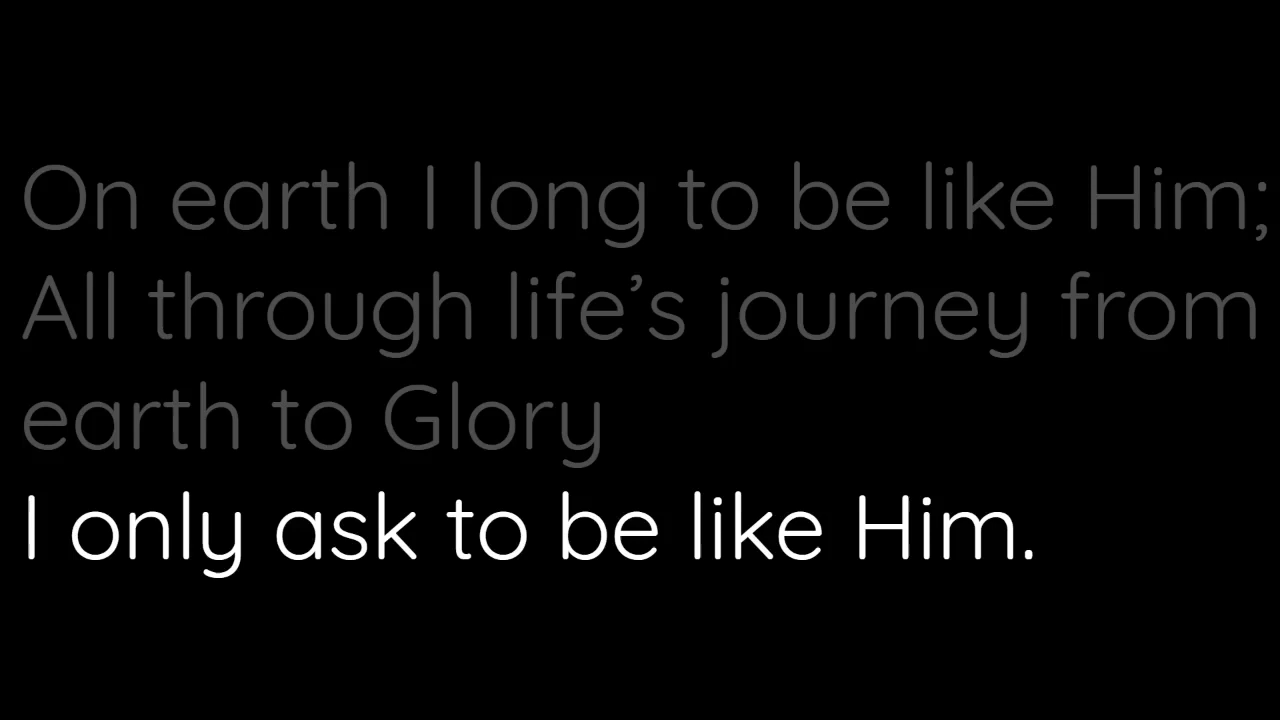 On earth I long to be like Him;
All through life’s journey from
earth to Glory
I only ask to be like Him.